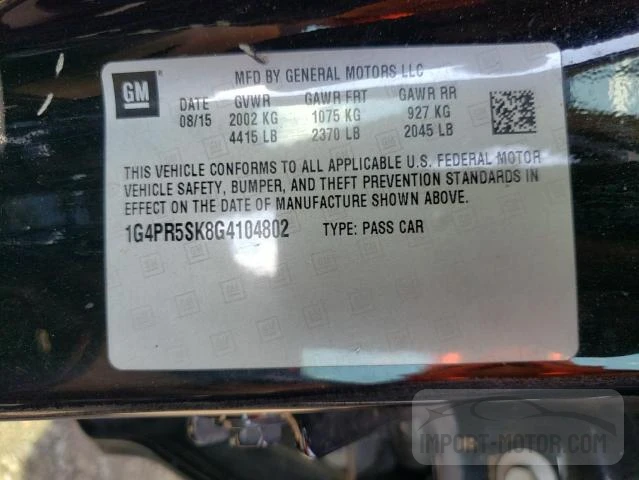 MFD BY GENERAL MOTORS LLC
GM
DATE GVWR GAWR FRT GAWR RR
08/15 2002 KG 1075 KG 927 KG
4415 LB 2370 LB 2045 LB
THIS VEHICLE CONFORMS TO ALL APPLICABLE U.S. FEDERAL MOTOR
VEHICLE SAFETY, BUMPER, AND THEFT PREVENTION STANDARDS IN
EFFECT ON THE DATE OF MANUFACTURE SHOWN ABOVE.
1G4PR5SK8G4104802 TYPE: PASS CAR
IMPORT-MOTOR.COM